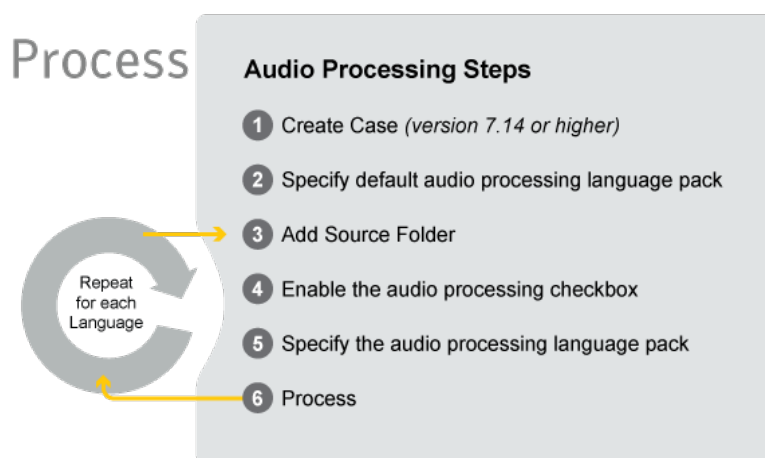 Process
Audio Processing Steps
1 Create Case (version 7.14 or higher)
2 Specify default audio processing language pack
3 Add Source Folder
4 Enable the audio processing checkbox
5 Specify the audio processing language pack
6 Process
Repeat
for each
Language